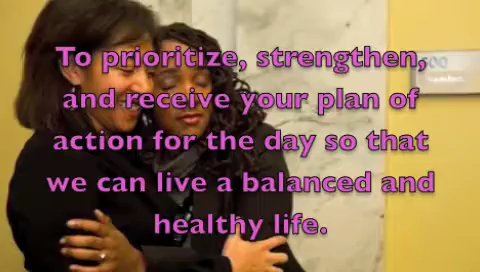 To prioritize, strengthen,
and receive your plan of
action for the day so that
we can live a balanced and
healthy life.